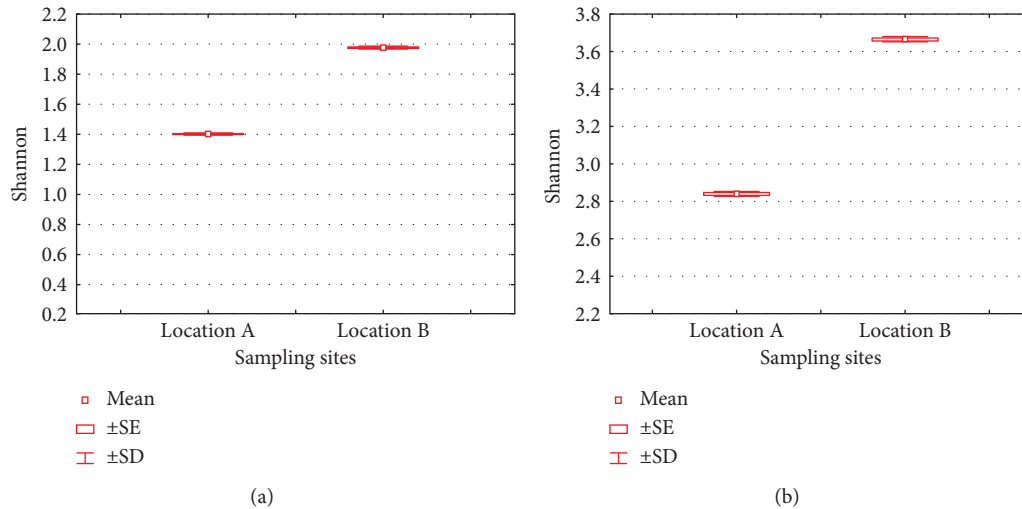 2.2
2.0
1.8
1.6
1.4
1.2
1.0
0.8
0.6
0.4
0.2
Shannon
Location A Location B
Sampling sites
Mean
±SE
±SD
(a)
3.8
3.6
3.4
3.2
3.0
2.8
2.6
2.4
2.2
Shannon
Location A Location B
Sampling sites
Mean
±SE
±SD
(b)